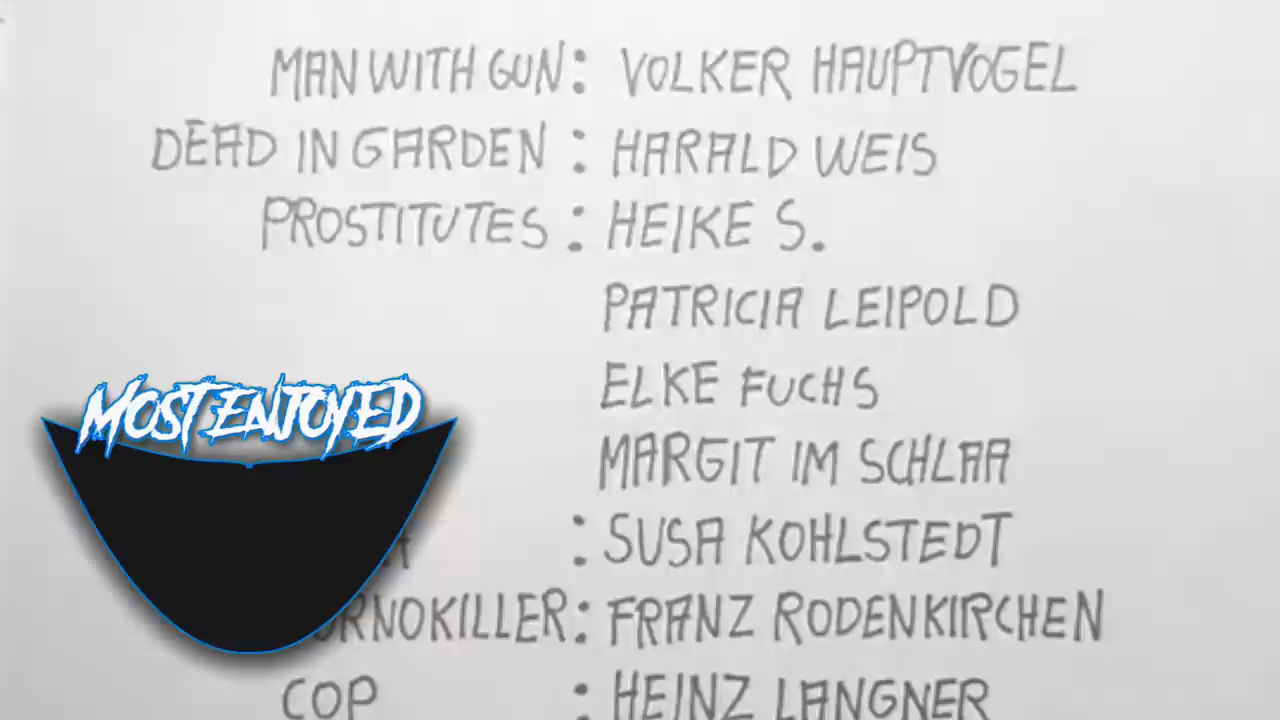 MAN WITH GUN: VOLKER HAUPTVOGEL
DEAD IN GARDEN: HARALD WEIS
PROSTITUTES: HEIKE S.
PATRICIA LEIPOLD
ELKE FUCHS
MARGIT IM SCHLAA
MOST ENJOYED
: SUSA KOHLSTEDT
ORNOKILLER: FRANZ RODENKIRCHEN
COP : HEINZ LANGNER